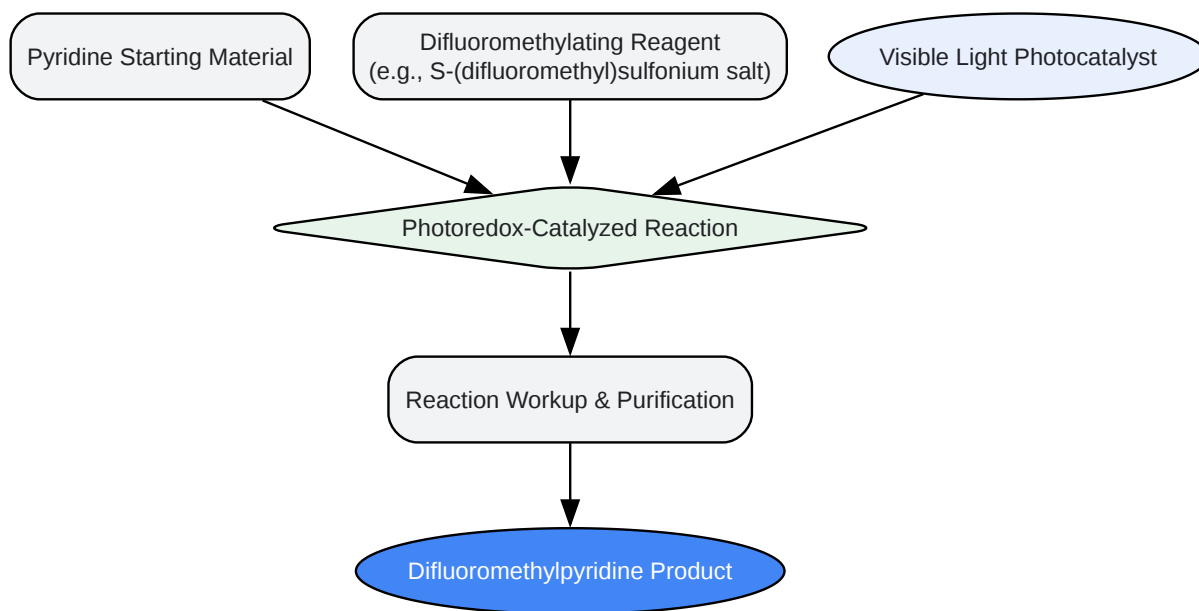 Pyridine Starting Material
Difluoromethylating Reagent
(e.g., S-(difluoromethyl)sulfonium salt)
Visible Light Photocatalyst
Photoredox-Catalyzed Reaction
Reaction Workup & Purification
Difluoromethylpyridine Product